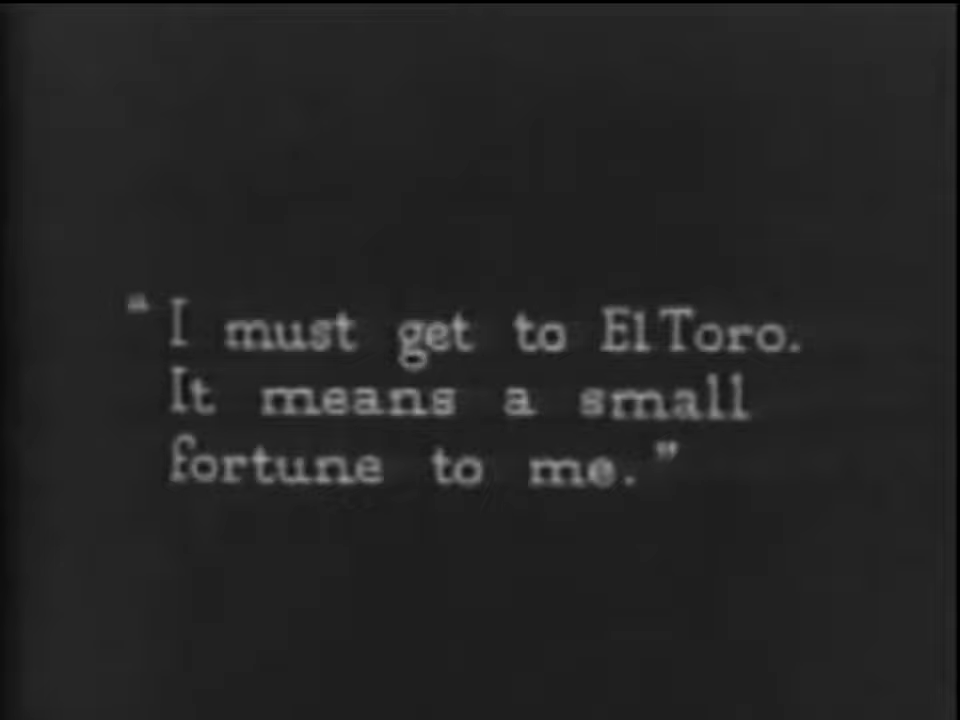 “I must get to El Toro.
It means a small
fortune to me.”